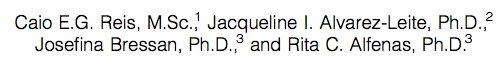 Caio E.G. Reis, M.Sc.,¹ Jacqueline I. Alvarez-Leite, Ph.D.,²
Josefina Bressan, Ph.D.,³ and Rita C. Alfenas, Ph.D.³